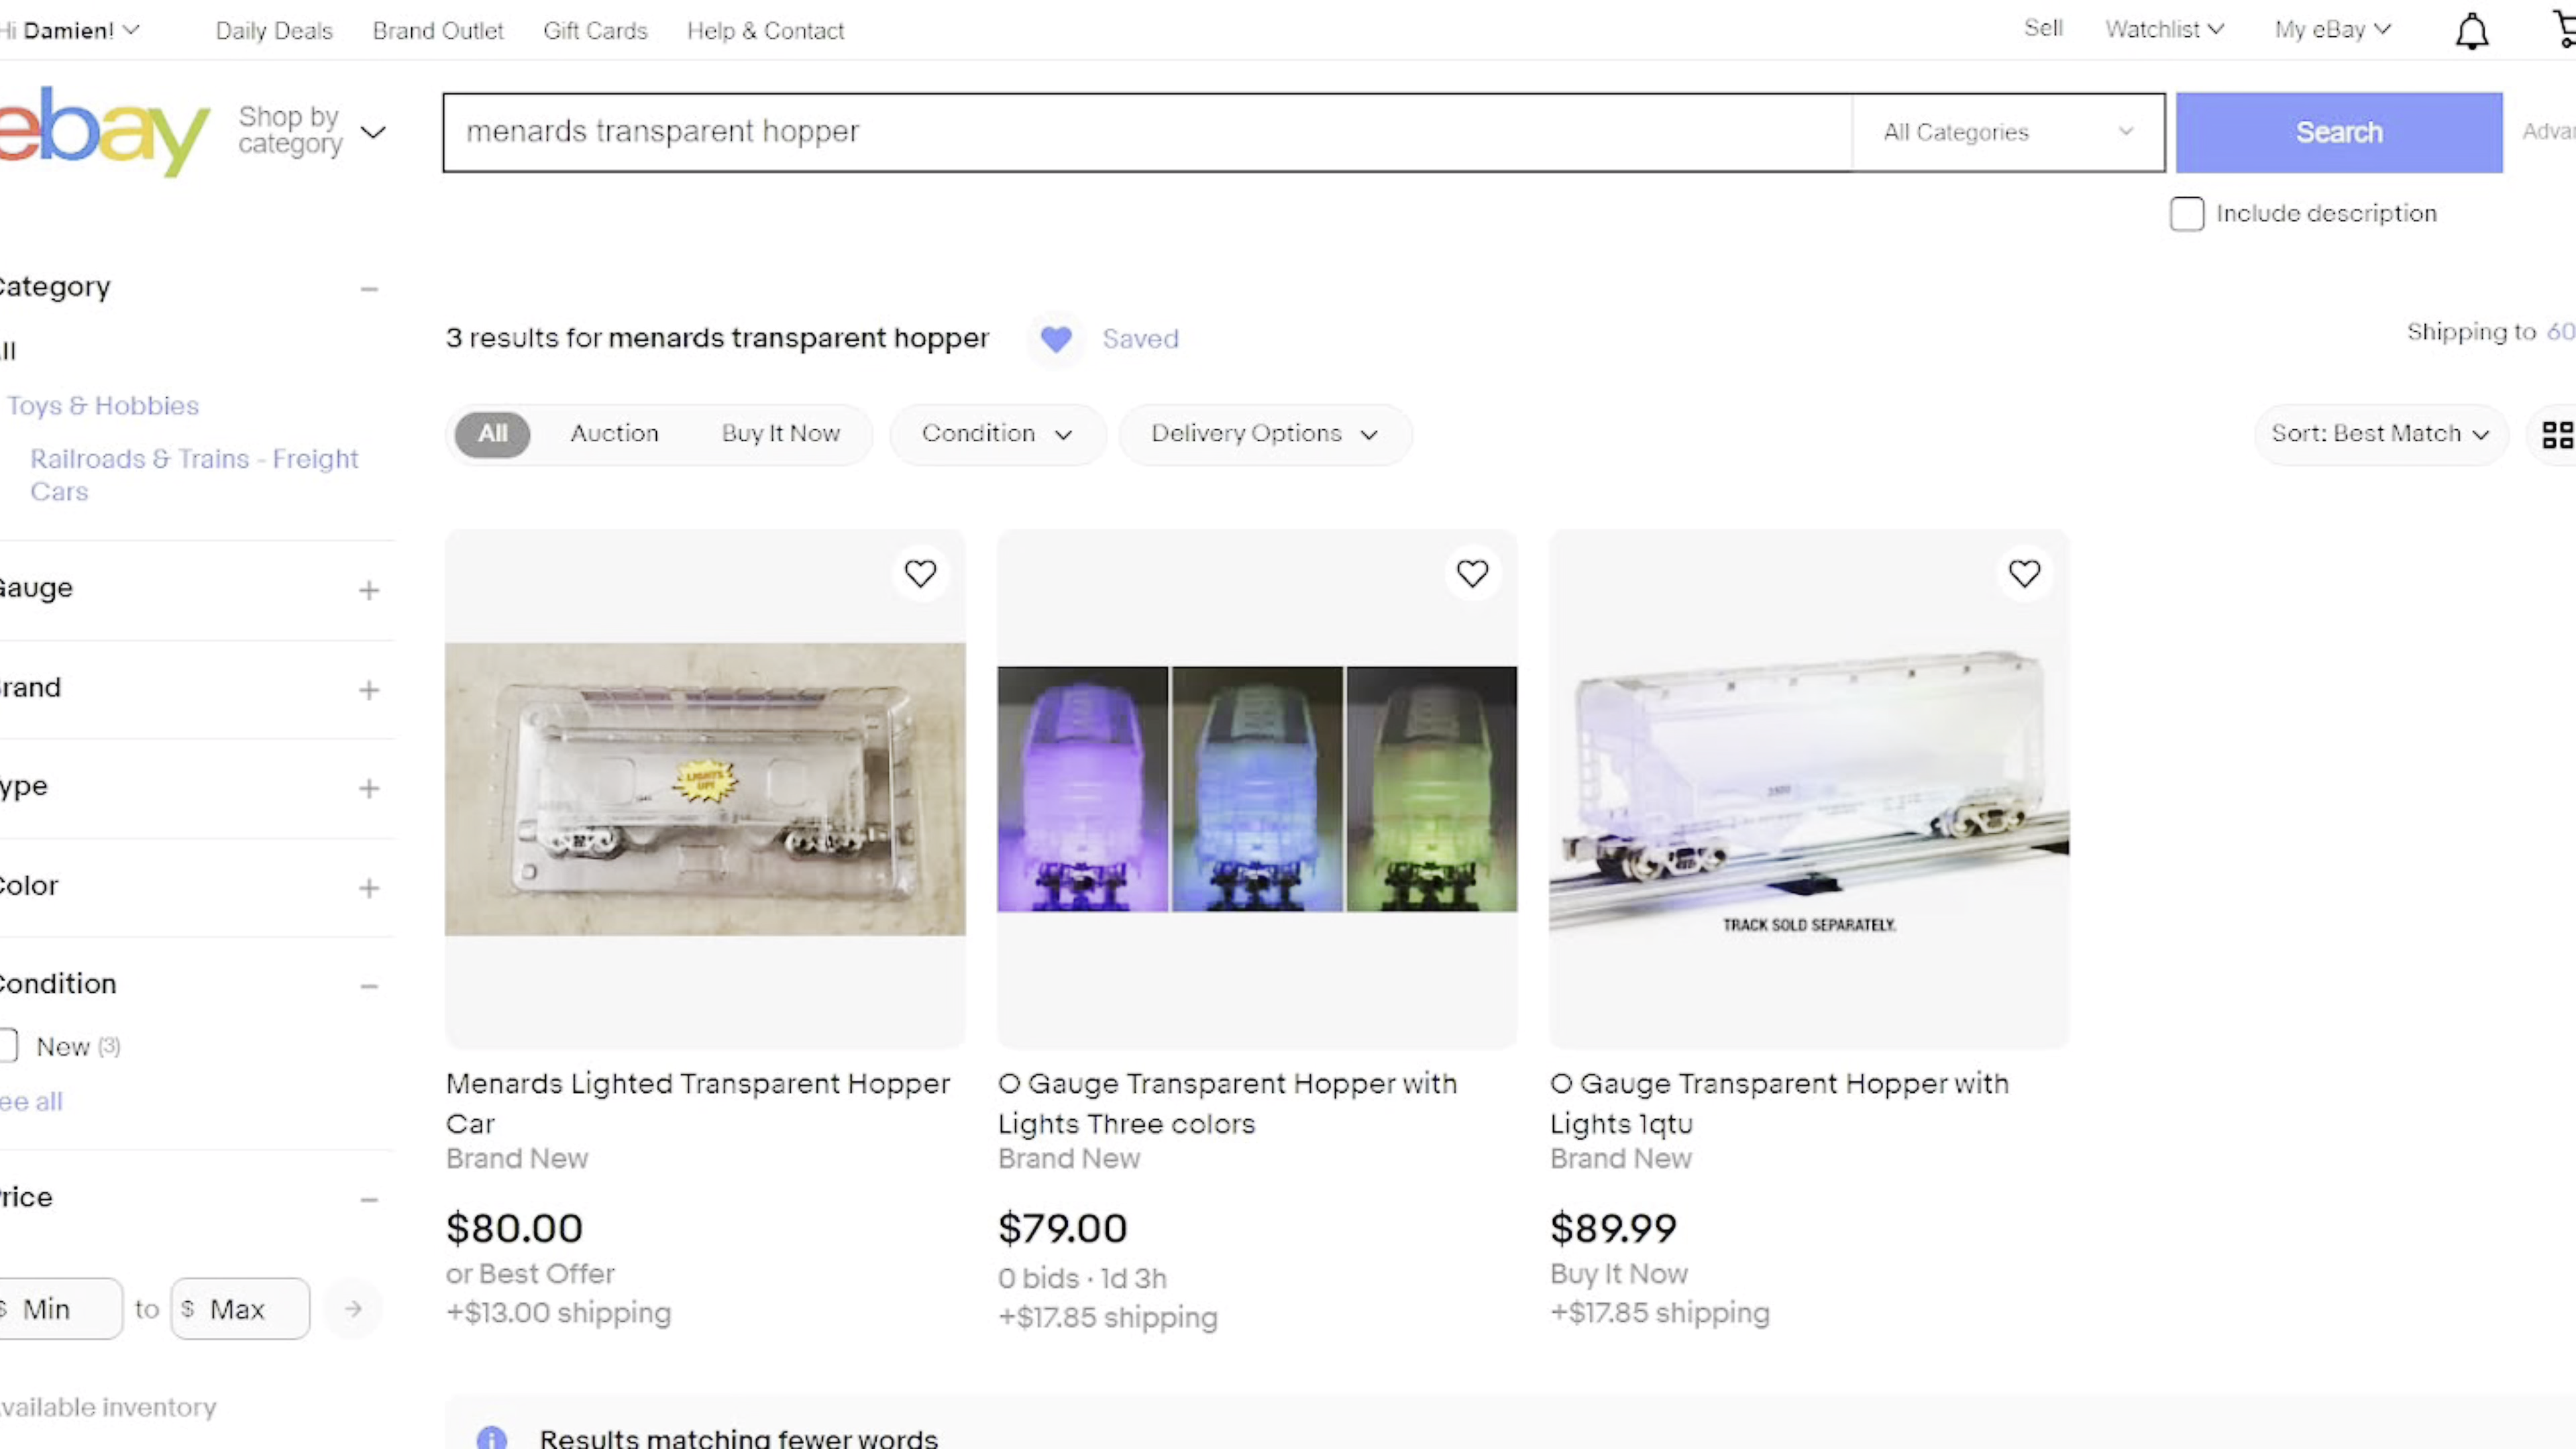 Hi Damien!
Daily Deals
Brand Outlet
Gift Cards
Help & Contact
Sell
Watchlist
My eBay
ebay
Shop by
category
menards transparent hopper
All Categories
Search
Include description
Category
Toys & Hobbies
Railroads & Trains - Freight
Cars
Gauge
Brand
Type
Color
Condition
New (3)
See all
Price
$ Min to $ Max
Available inventory
3 results for menards transparent hopper
Saved
Shipping to 60
All
Auction
Buy It Now
Condition
Delivery Options
Sort: Best Match
LIGHTS
UP!
TRACK SOLD SEPARATELY.
Menards Lighted Transparent Hopper
Car
Brand New
$80.00
or Best Offer
+$13.00 shipping
O Gauge Transparent Hopper with
Lights Three colors
Brand New
$79.00
0 bids · 1d 3h
+$17.85 shipping
O Gauge Transparent Hopper with
Lights 1qtu
Brand New
$89.99
Buy It Now
+$17.85 shipping
Results matching fewer words